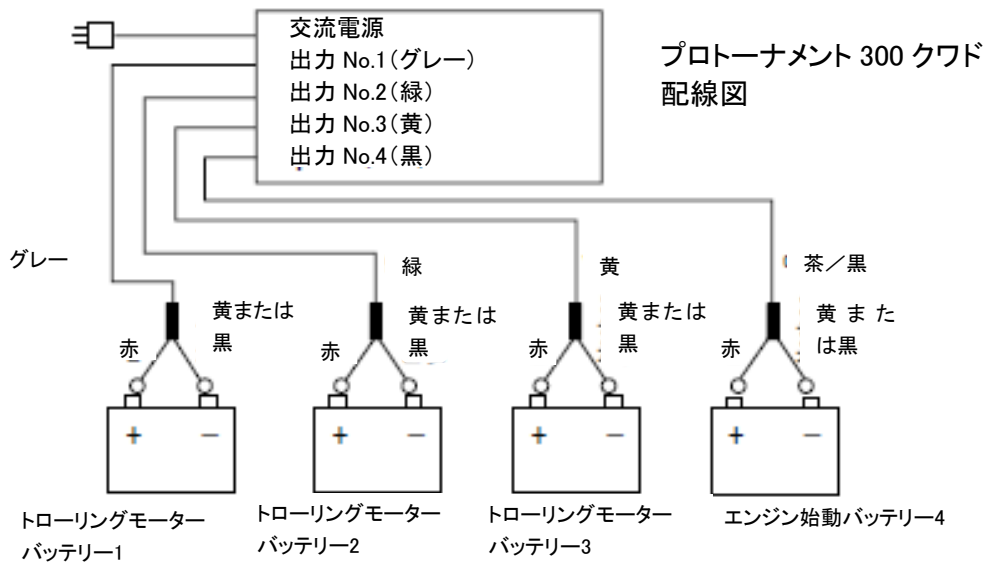 交流電源
出力 No.1（グレー）
出力 No.2（緑）
出力 No.3（黄）
出力 No.4（黒）
プロトーナメント 300 クワド
配線図
グレー
緑
黄
茶／黒
黄または
黒
黄または
黒
黄または
黒
黄 ま た
は黒
赤
赤
赤
赤
+ −
+ −
+ −
+ −
トローリングモーター
バッテリー1
トローリングモーター
バッテリー2
トローリングモーター
バッテリー3
エンジン始動バッテリー4